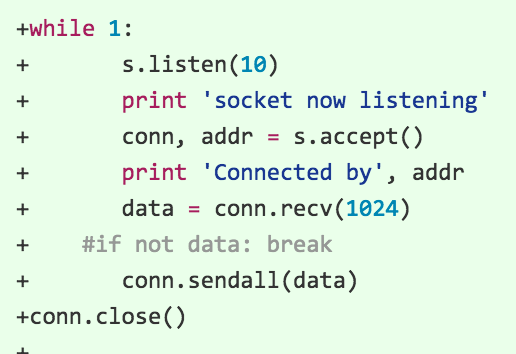 +while 1:
+       s.listen(10)
+       print 'socket now listening'
+       conn, addr = s.accept()
+       print 'Connected by', addr
+       data = conn.recv(1024)
+    #if not data: break
+       conn.sendall(data)
+conn.close()
+